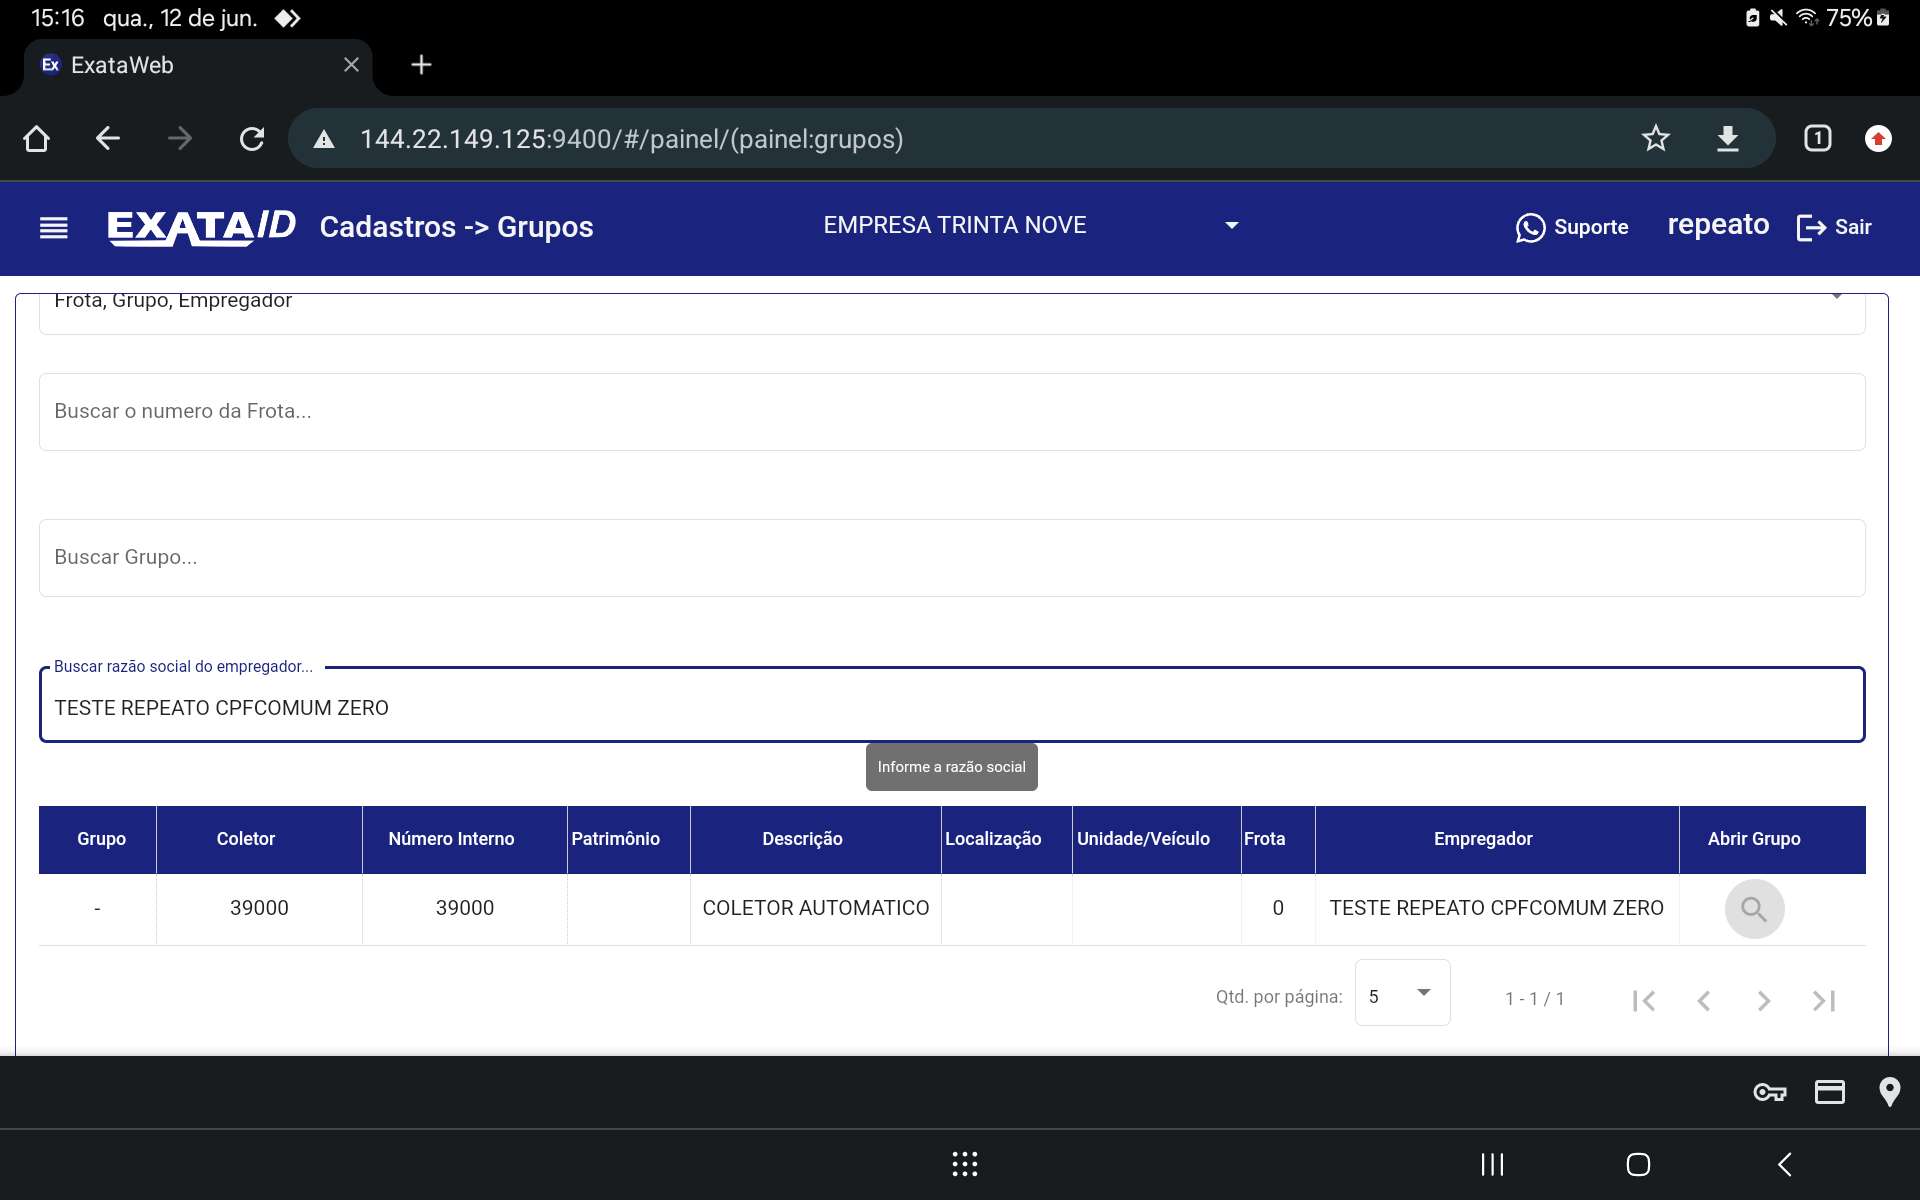 15:16 qua., 12 de jun. 75%
Ex ExataWeb
144.22.149.125:9400/#/painel/(painel:grupos) 1
EXATA/ID Cadastros -> Grupos EMPRESA TRINTA NOVE Suporte repeato Sair
Frota, Grupo, Empregador
Buscar o numero da Frota...
Buscar Grupo...
Buscar razão social do empregador...
TESTE REPEATO CPFCOMUM ZERO
Informe a razão social
Grupo Coletor Número Interno Patrimônio Descrição Localização Unidade/Veículo Frota Empregador Abrir Grupo
- 39000 39000 COLETOR AUTOMATICO 0 TESTE REPEATO CPFCOMUM ZERO
Qtd. por página: 5 1 - 1 / 1